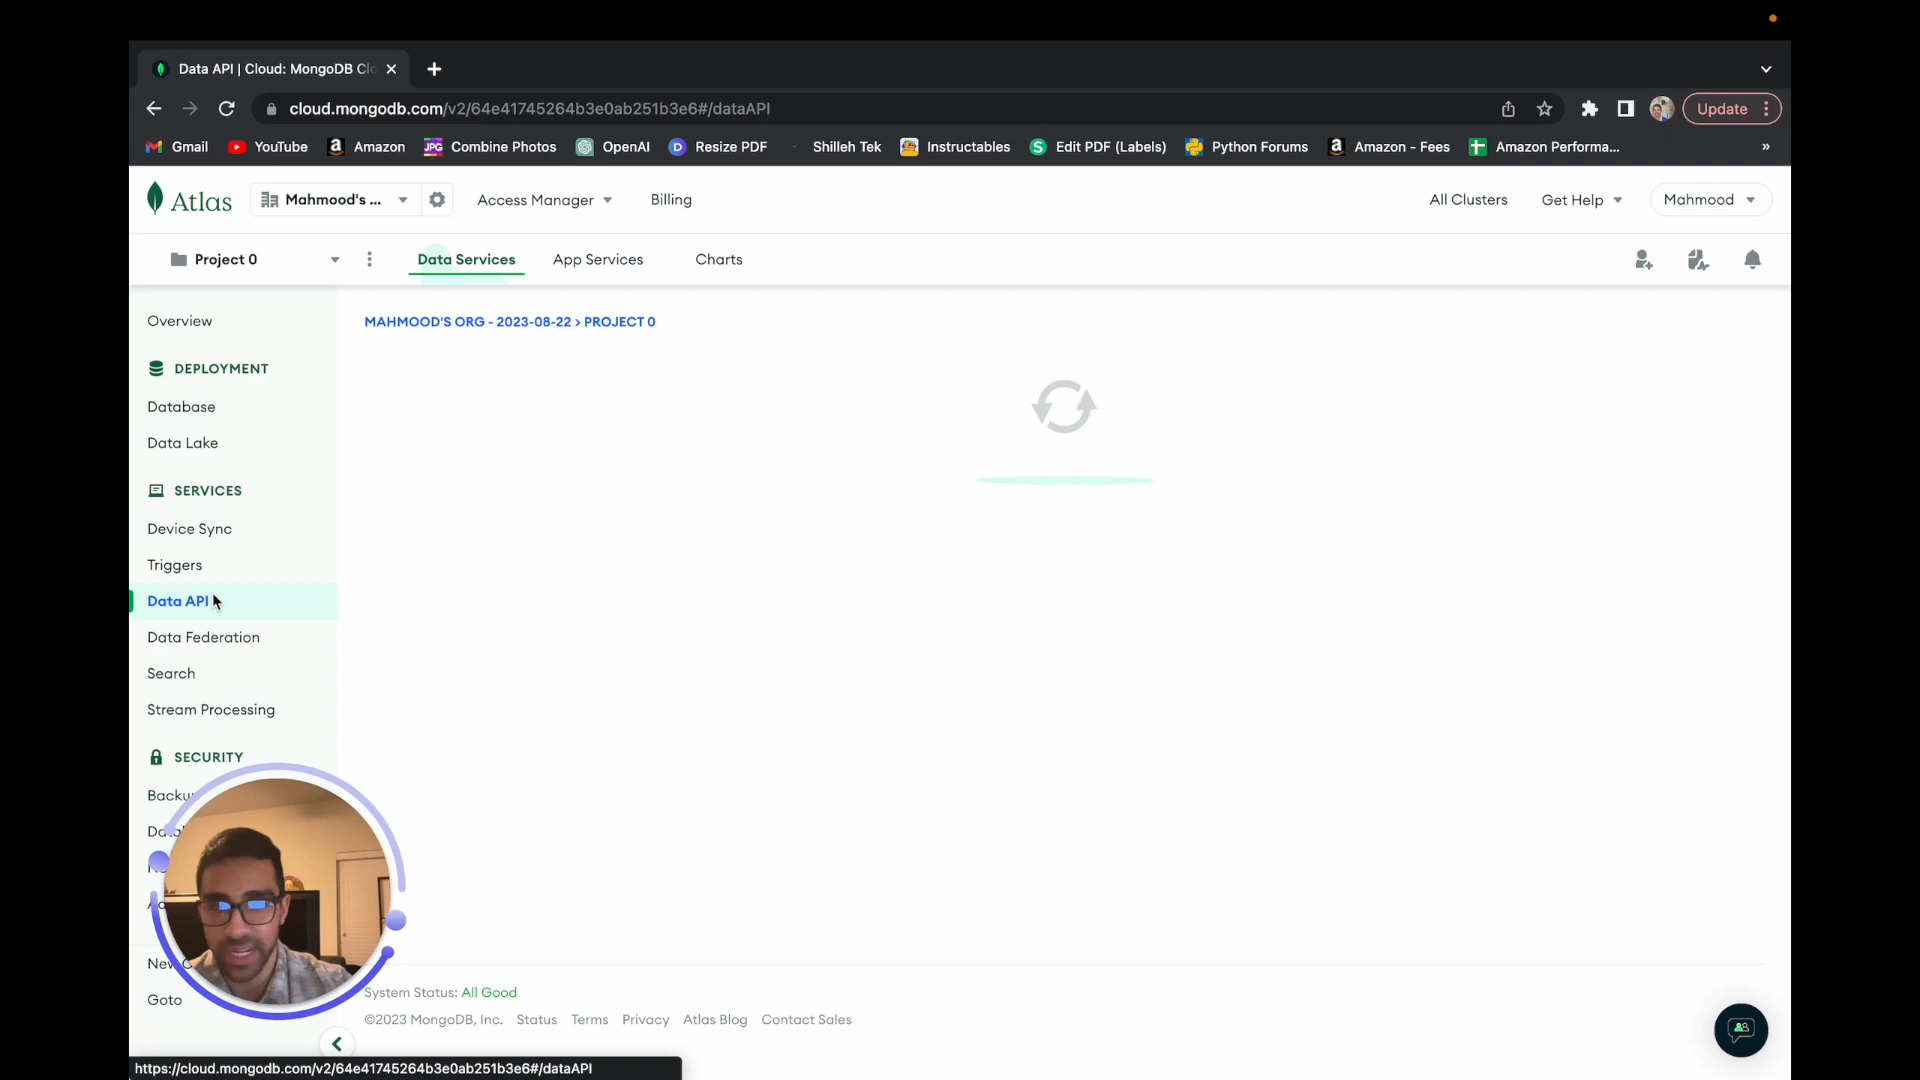 Data API | Cloud: MongoDB Clo
cloud.mongodb.com/v2/64e41745264b3e0ab251b3e6#/dataAPI
Update
Gmail YouTube Amazon Combine Photos OpenAI Resize PDF Shilleh Tek Instructables Edit PDF (Labels) Python Forums Amazon - Fees Amazon Performa... »
Atlas Mahmood's ... Access Manager Billing All Clusters Get Help Mahmood
Project 0 Data Services App Services Charts
Overview
MAHMOOD'S ORG - 2023-08-22 > PROJECT 0
DEPLOYMENT
Database
Data Lake
SERVICES
Device Sync
Triggers
Data API
Data Federation
Search
Stream Processing
SECURITY
Backu
New
Goto
System Status: All Good
©2023 MongoDB, Inc. Status Terms Privacy Atlas Blog Contact Sales
https://cloud.mongodb.com/v2/64e41745264b3e0ab251b3e6#/dataAPI